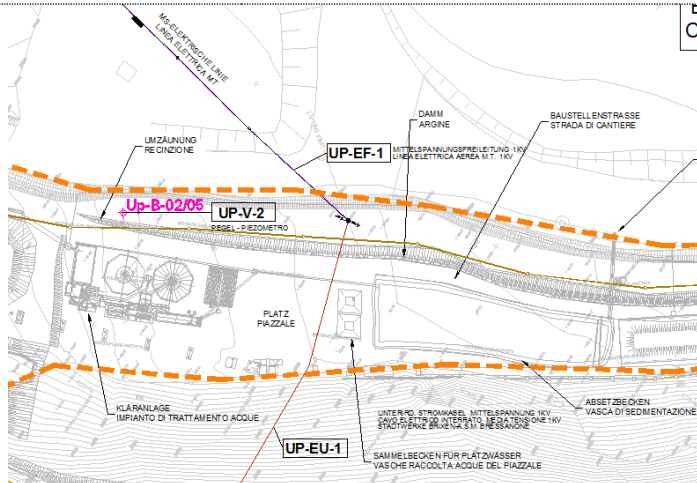 MS-ELEKTRISCHE LINIE
LINEA ELETTRICA MT
DAMM
ARGINE
BAUSTELLENSTRASSE
STRADA DI CANTIERE
UMZÄUNUNG
RECINZIONE
UP-EF-1
MITTELSPANNUNGSFREILEITUNG 1KV
LINEA ELETTRICA AEREA M.T. 1KV
Up-B-02/05
UP-V-2
PEGEL - PIEZOMETRO
PLATZ
PIAZZALE
KLÄRANLAGE
IMPIANTO DI TRATTAMENTO ACQUE
ABSETZBECKEN
VASCA DI SEDIMENTAZIONE
UNTERIRD. STROMKABEL MITTELSPANNUNG 1KV
CAVO ELETTRICO INTERRATO MEDIA TENSIONE 1KV
STADTWERKE BRIXEN-A.S.M. BRESSANONE
UP-EU-1
SAMMELBECKEN FÜR PLATZWASSER
VASCHE RACCOLTA ACQUE DEL PIAZZALE